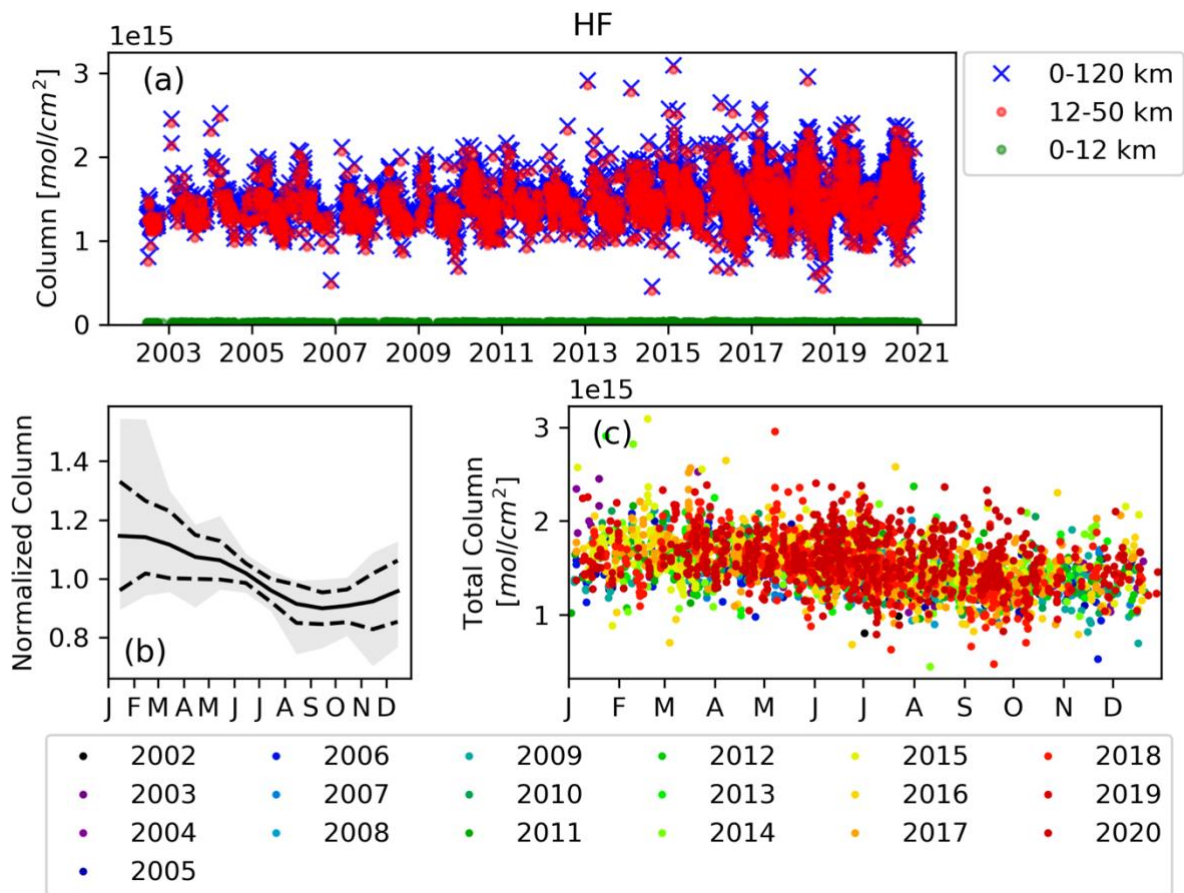 HF
1e15
(a)
Column [mol/cm²]
3
2
1
0
2003 2005 2007 2009 2011 2013 2015 2017 2019 2021
0-120 km
12-50 km
0-12 km
Normalized Column
1.4
1.2
1.0
0.8
(b)
J F M A M J J A S O N D
1e15
(c)
Total Column
[mol/cm²]
3
2
1
J F M A M J J A S O N D
2002 2006 2009 2012 2015 2018
2003 2007 2010 2013 2016 2019
2004 2008 2011 2014 2017 2020
2005